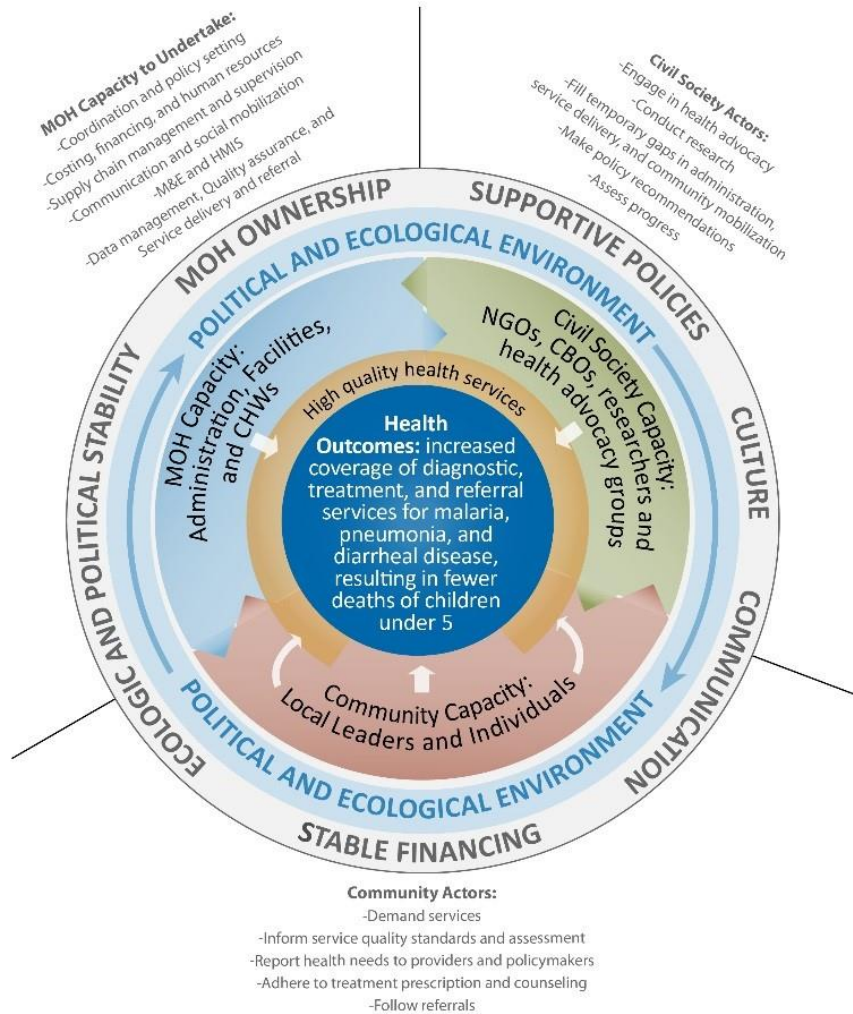 MOH Capacity to Undertake:
-Coordination and policy setting
-Costing, financing, and human resources
-Supply chain management and supervision
-Communication and social mobilization
-M&E and HMIS
-Data management, Quality assurance, and
Service delivery and referral
Civil Society Actors:
-Engage in health advocacy
-Conduct research
-Fill temporary gaps in administration,
service delivery, and community mobilization
-Make policy recommendations
-Assess progress
MOH OWNERSHIP
SUPPORTIVE POLICIES
CULTURE
COMMUNICATION
STABLE FINANCING
ECOLOGIC AND POLITICAL STABILITY
POLITICAL AND ECOLOGICAL ENVIRONMENT
MOH Capacity:
Administration, Facilities,
and CHWs
Civil Society Capacity:
NGOs, CBOs, researchers and
health advocacy groups
High quality health services
Health
Outcomes: increased
coverage of diagnostic,
treatment, and referral
services for malaria,
pneumonia, and
diarrheal disease,
resulting in fewer
deaths of children
under 5
Community Capacity:
Local Leaders and Individuals
POLITICAL AND ECOLOGICAL ENVIRONMENT
Community Actors:
-Demand services
-Inform service quality standards and assessment
-Report health needs to providers and policymakers
-Adhere to treatment prescription and counseling
-Follow referrals